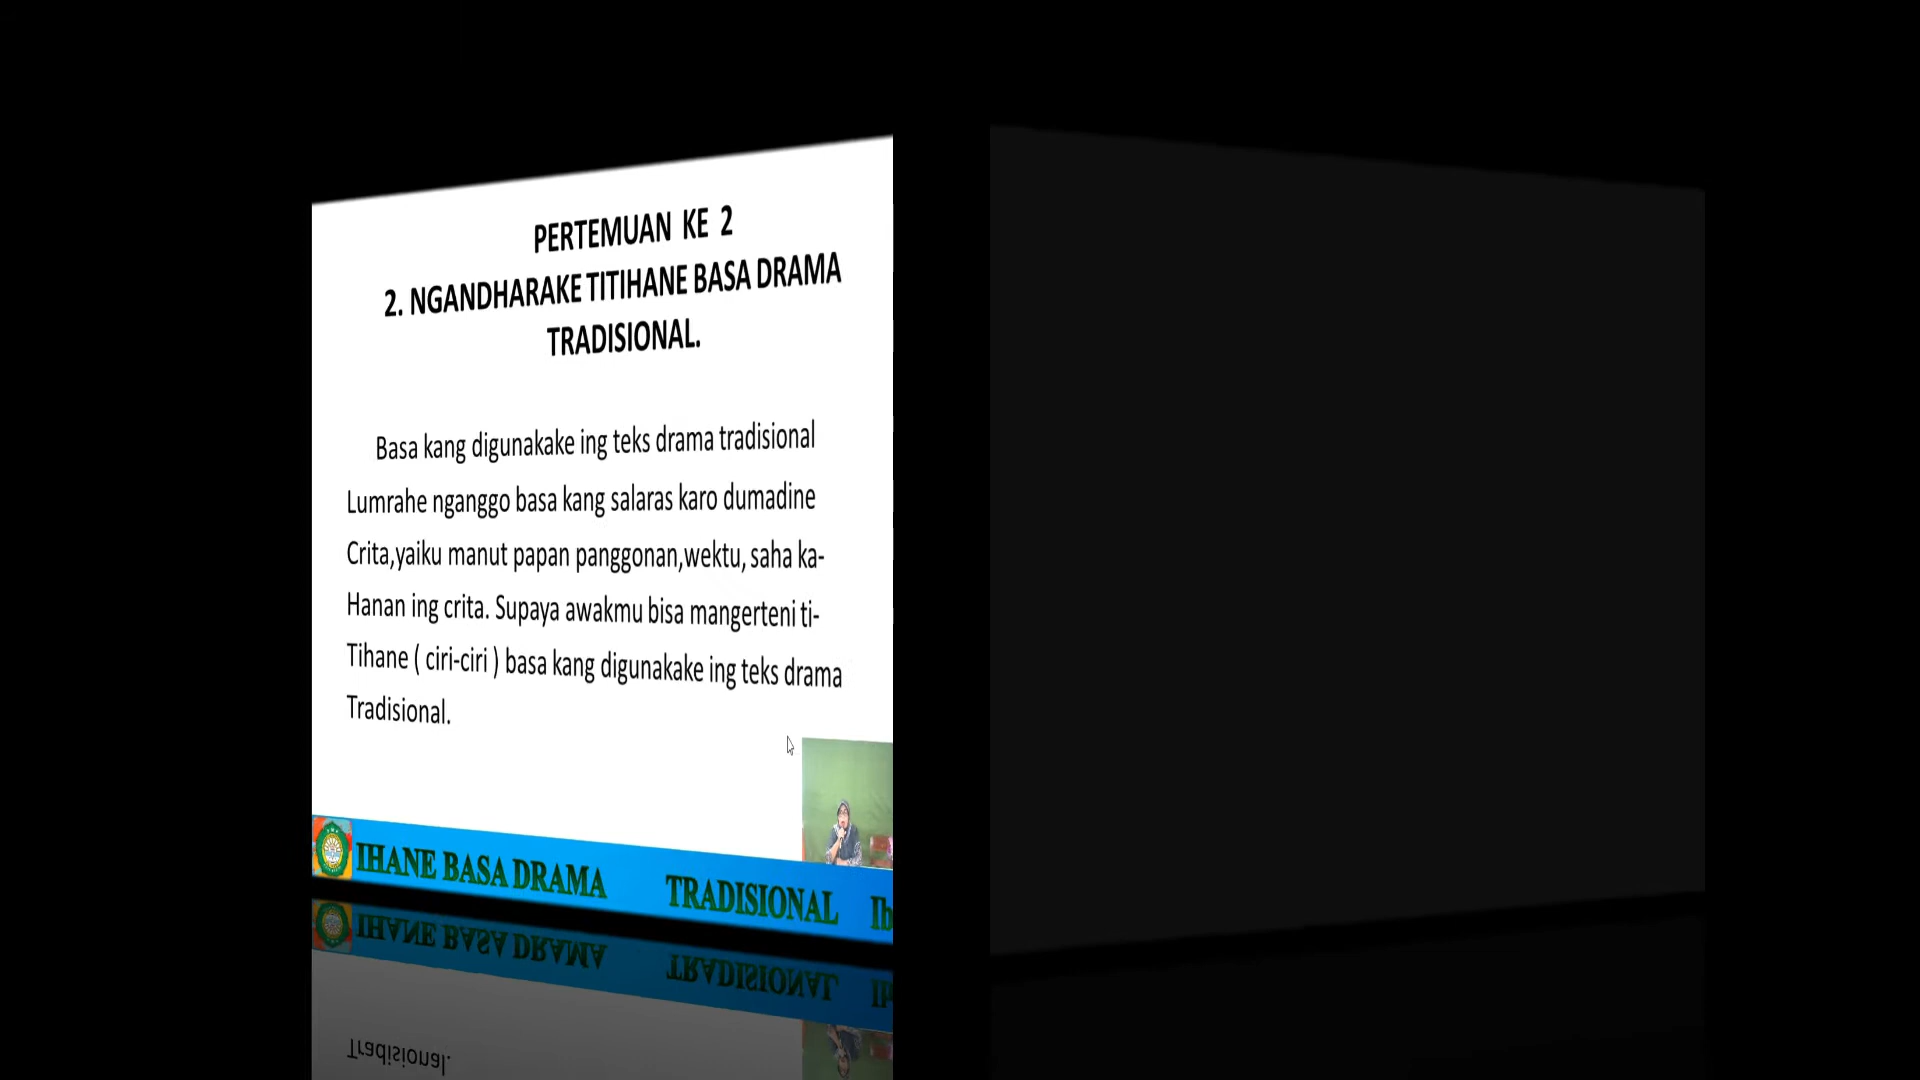 PERTEMUAN KE 2
2. NGANDHARAKE TITIHANE BASA DRAMA
TRADISIONAL.
Basa kang digunakake ing teks drama tradisional
Lumrahe nganggo basa kang salaras karo dumadine
Crita,yaiku manut papan panggonan,wektu, saha ka-
Hanan ing crita. Supaya awakmu bisa mangerteni ti-
Tihane ( ciri-ciri ) basa kang digunakake ing teks drama
Tradisional.
IHANE BASA DRAMA TRADISIONAL Ib